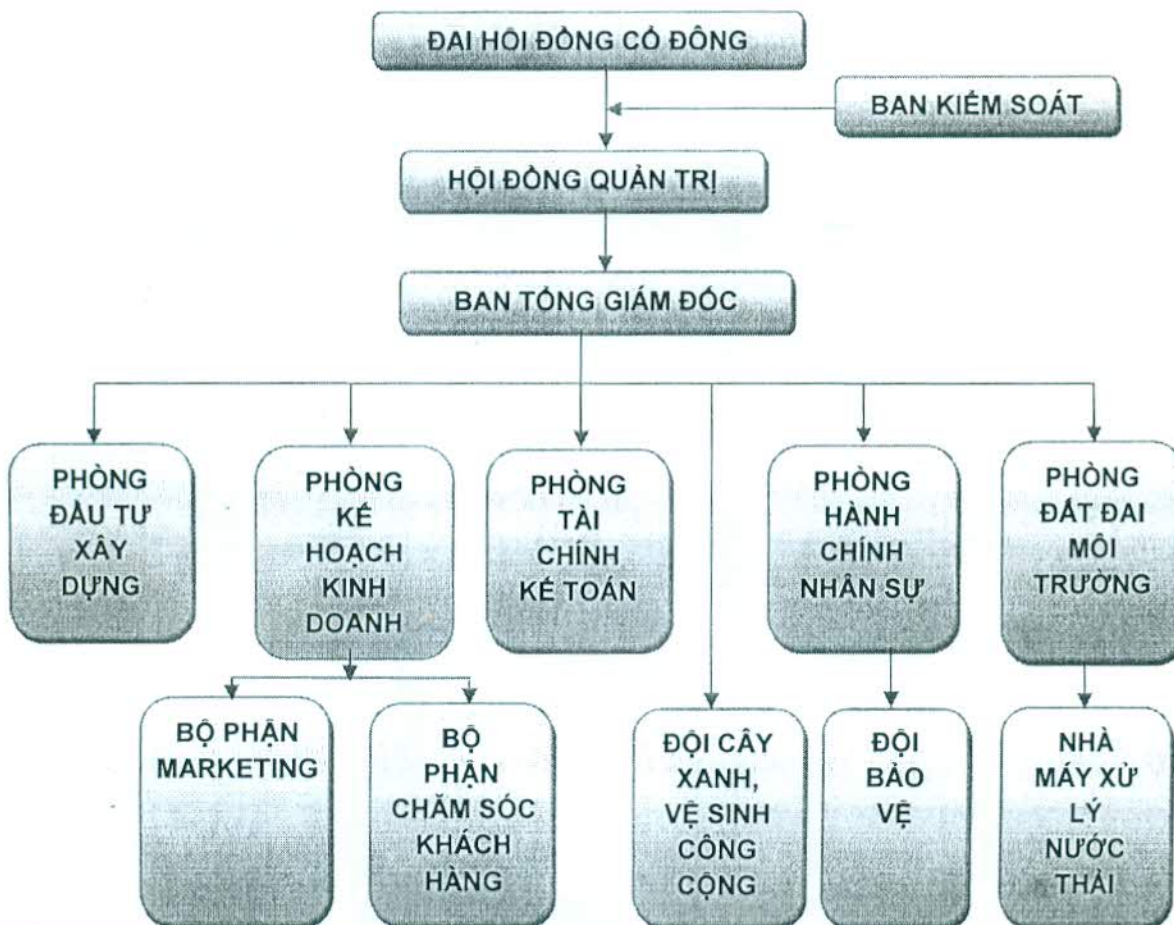 ĐAI HÔI ĐỒNG CỔ ĐÔNG
BAN KIỂM SOÁT
HỘI ĐỒNG QUẢN TRỊ
BAN TỔNG GIÁM ĐỐC
PHÒNG
ĐẦU TƯ
XÂY
DỰNG
PHÒNG
KẾ
HOẠCH
KINH
DOANH
PHÒNG
TÀI
CHÍNH
KẾ TOÁN
PHÒNG
HÀNH
CHÍNH
NHÂN SỰ
PHÒNG
ĐẤT ĐAI
MÔI
TRƯỜNG
BỘ PHẬN
MARKETING
BỘ
PHẬN
CHĂM SÓC
KHÁCH
HÀNG
ĐỘI CÂY
XANH,
VỆ SINH
CÔNG
CỘNG
ĐỘI
BẢO
VỆ
NHÀ
MÁY XỬ
LÝ
NƯỚC
THẢI